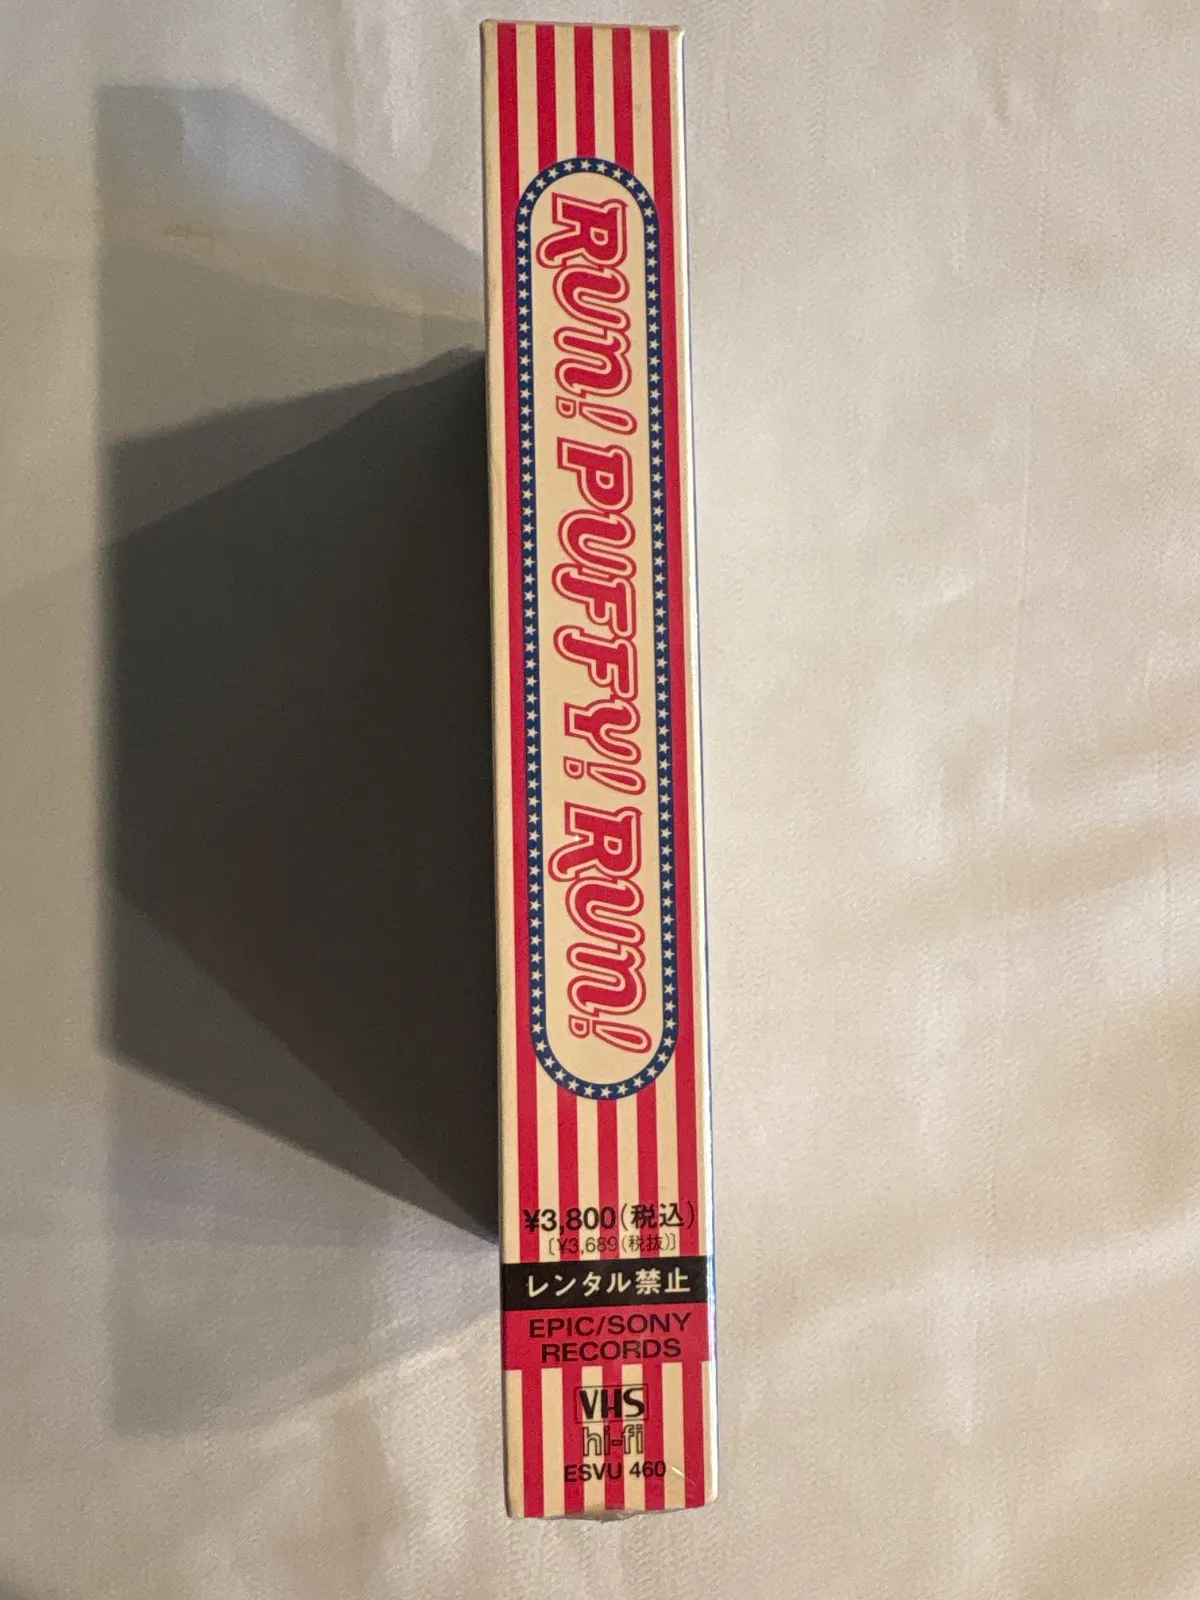 RUN! PUFFY! RUN!
¥3,800(税込)
[¥3,689(税抜)]
レンタル禁止
EPIC/SONY
RECORDS
VHS
hi-fi
ESVU 460